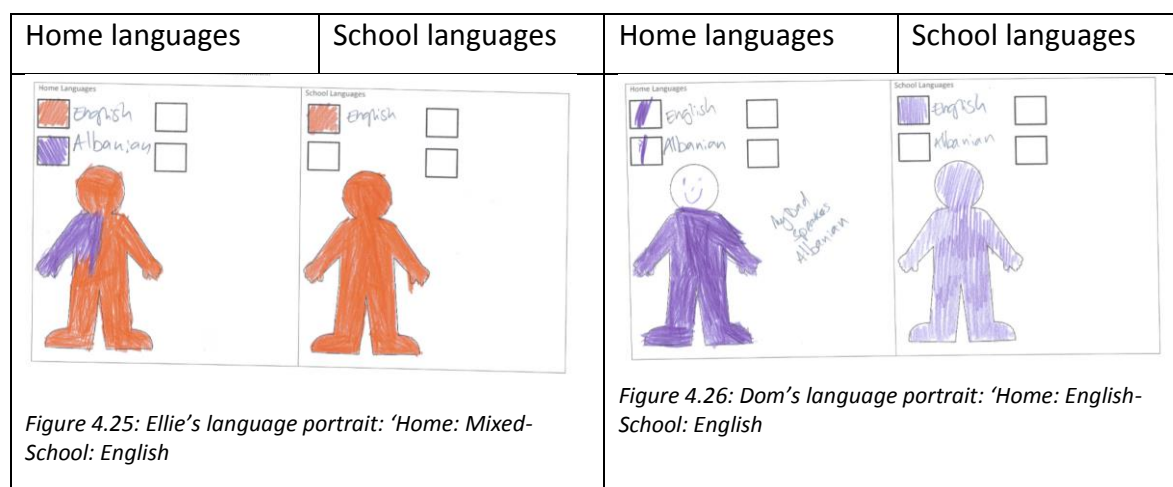 Home languages
School languages
Home languages
School languages
Home Languages
English
Albanian
School Languages
English
Home Languages
English
Albanian
My Dad
Speakes
Albanian
School Languages
English
Albanian
Figure 4.25: Ellie’s language portrait: ‘Home: Mixed-
School: English
Figure 4.26: Dom’s language portrait: ‘Home: English-
School: English